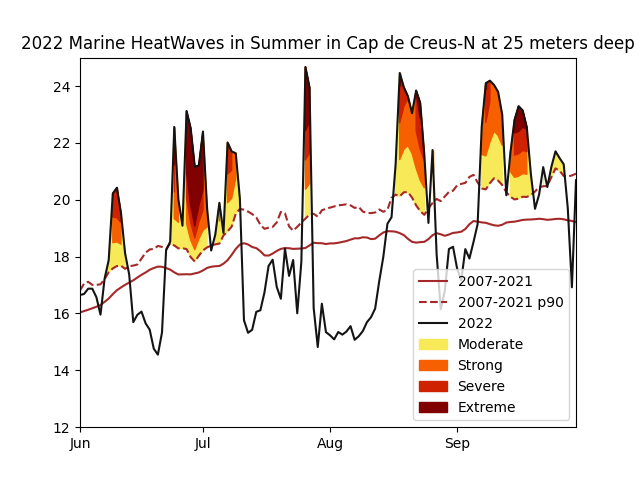 2022 Marine HeatWaves in Summer in Cap de Creus-N at 25 meters deep
24
22
20
18
16
14
12
Jun Jul Aug Sep
2007-2021
2007-2021 p90
2022
Moderate
Strong
Severe
Extreme